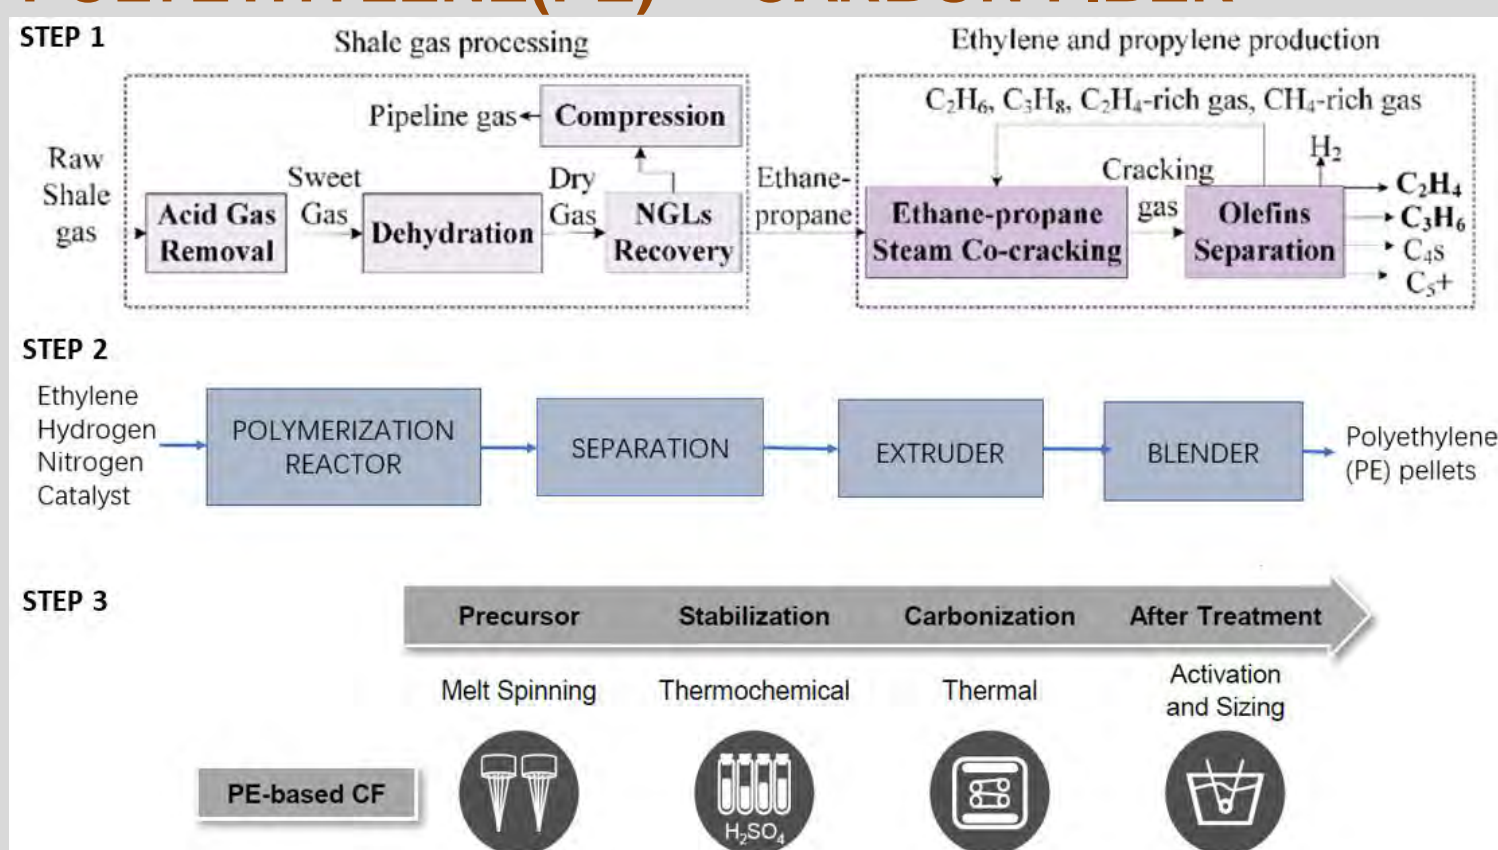 POLYETHYLENE(PE)
CARBON FIBER
STEP 1
Shale gas processing
Ethylene and propylene production
Pipeline gas
Compression
C₂H₆, C₃H₈, C₂H₄-rich gas, CH₄-rich gas
H₂
Raw
Shale
gas
Acid Gas
Removal
Sweet
Gas
Dehydration
Dry
Gas
NGLs
Recovery
Ethane-
propane
Ethane-propane
Steam Co-cracking
Cracking
gas
Olefins
Separation
C₂H₄
C₃H₆
C₄s
C₅+
STEP 2
Ethylene
Hydrogen
Nitrogen
Catalyst
POLYMERIZATION
REACTOR
SEPARATION
EXTRUDER
BLENDER
Polyethylene
(PE) pellets
STEP 3
Precursor
Stabilization
Carbonization
After Treatment
Melt Spinning
Thermochemical
Thermal
Activation
and Sizing
PE-based CF
H₂SO₄